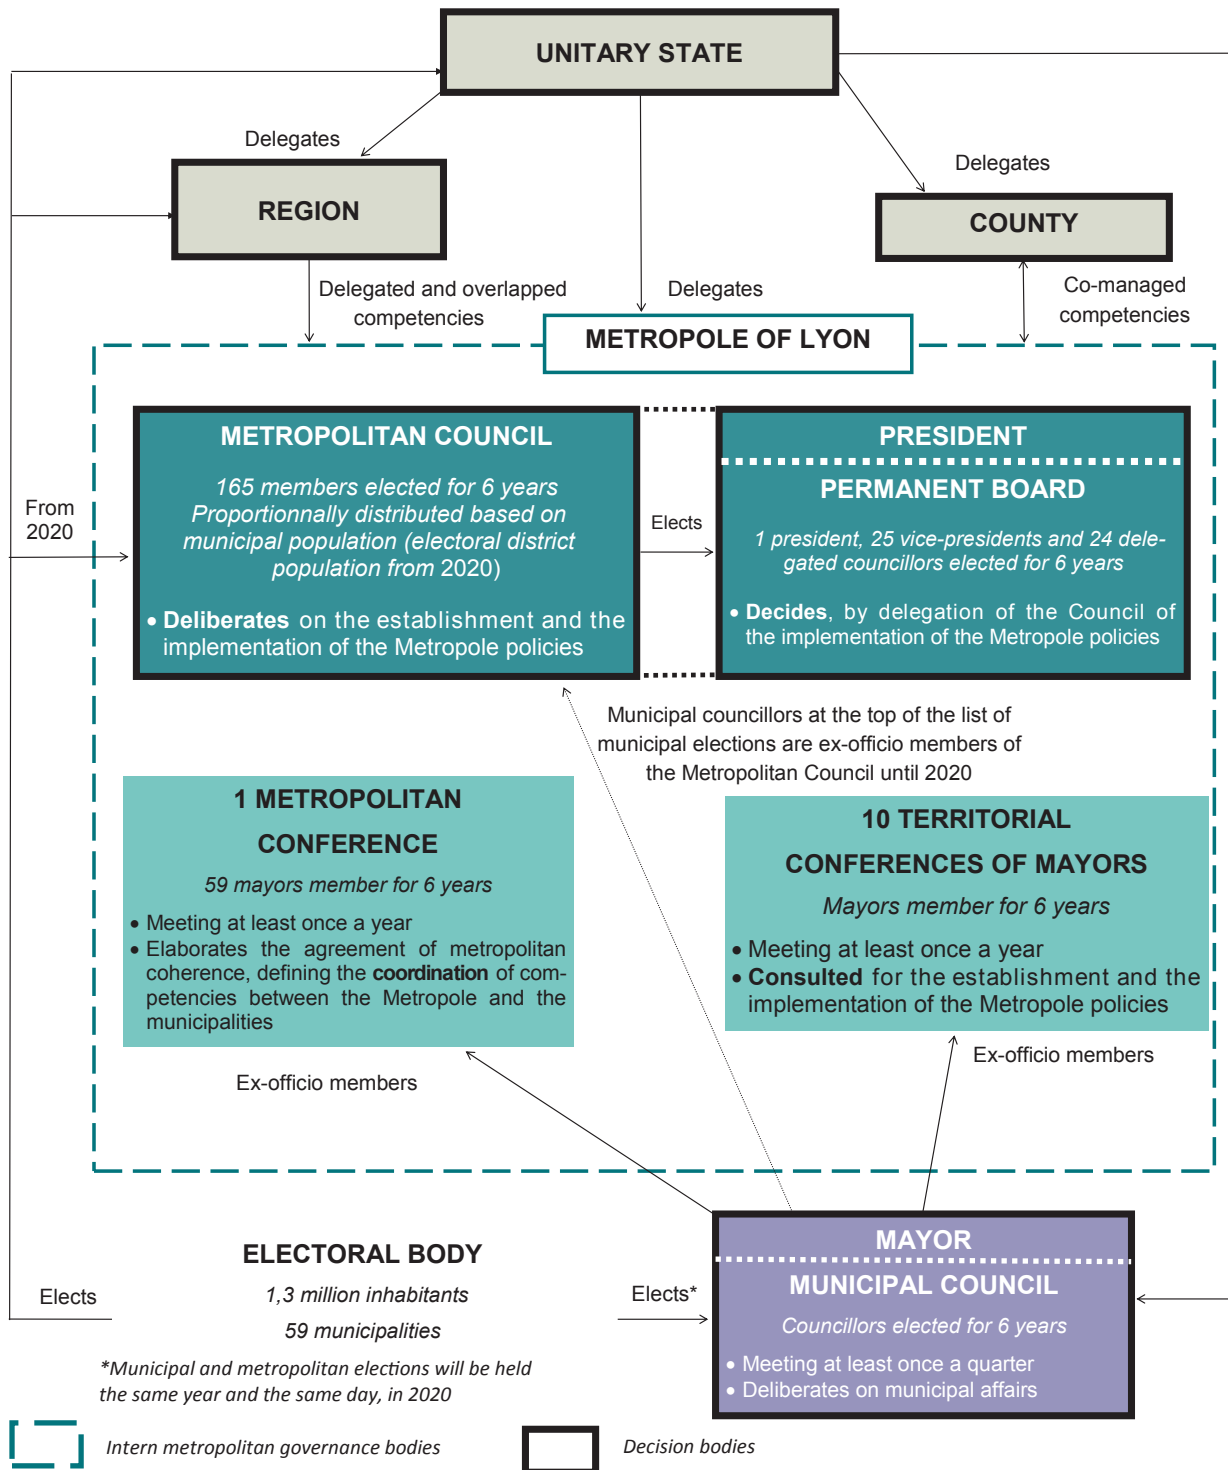 UNITARY STATE
Delegates
Delegates
REGION
COUNTY
Delegated and overlapped
competencies
Delegates
Co-managed
competencies
METROPOLE OF LYON
METROPOLITAN COUNCIL
165 members elected for 6 years
Proportionnally distributed based on
municipal population (electoral district
population from 2020)
• Deliberates on the establishment and the
implementation of the Metropole policies
From
2020
Elects
PRESIDENT
PERMANENT BOARD
1 president, 25 vice-presidents and 24 dele-
gated councillors elected for 6 years
• Decides, by delegation of the Council of
the implementation of the Metropole policies
Municipal councillors at the top of the list of
municipal elections are ex-officio members of
the Metropolitan Council until 2020
1 METROPOLITAN
CONFERENCE
59 mayors member for 6 years
• Meeting at least once a year
• Elaborates the agreement of metropolitan
coherence, defining the coordination of com-
petencies between the Metropole and the
municipalities
10 TERRITORIAL
CONFERENCES OF MAYORS
Mayors member for 6 years
• Meeting at least once a year
• Consulted for the establishment and the
implementation of the Metropole policies
Ex-officio members
Ex-officio members
ELECTORAL BODY
1,3 million inhabitants
59 municipalities
Elects
Elects*
*Municipal and metropolitan elections will be held
the same year and the same day, in 2020
MAYOR
MUNICIPAL COUNCIL
Councillors elected for 6 years
• Meeting at least once a quarter
• Deliberates on municipal affairs
Intern metropolitan governance bodies
Decision bodies